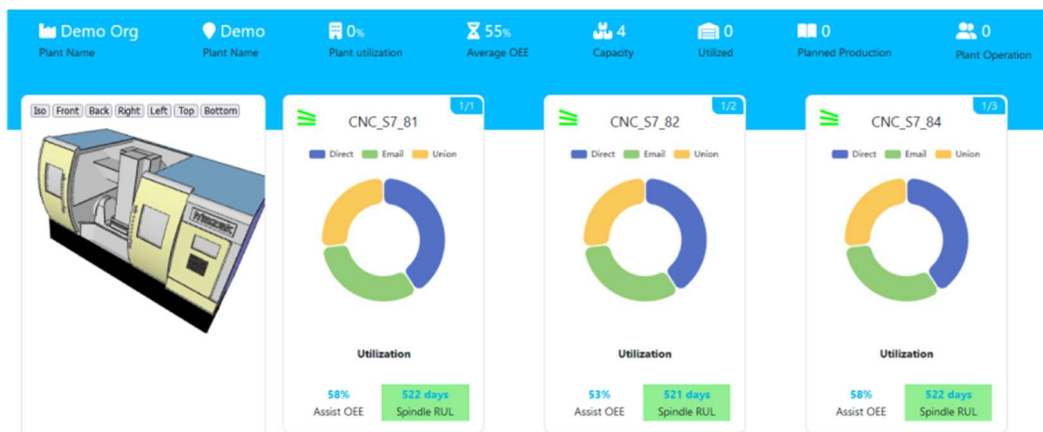 Demo Org
Plant Name
Demo
Plant Name
0%
Plant utilization
55%
Average OEE
4
Capacity
0
Utilized
0
Planned Production
0
Plant Operation
Iso Front Back Right Left Top Bottom
1/1
CNC_S7_81
Direct Email Union
Utilization
58%
Assist OEE
522 days
Spindle RUL
1/2
CNC_S7_82
Direct Email Union
Utilization
53%
Assist OEE
521 days
Spindle RUL
1/3
CNC_S7_84
Direct Email Union
Utilization
58%
Assist OEE
522 days
Spindle RUL